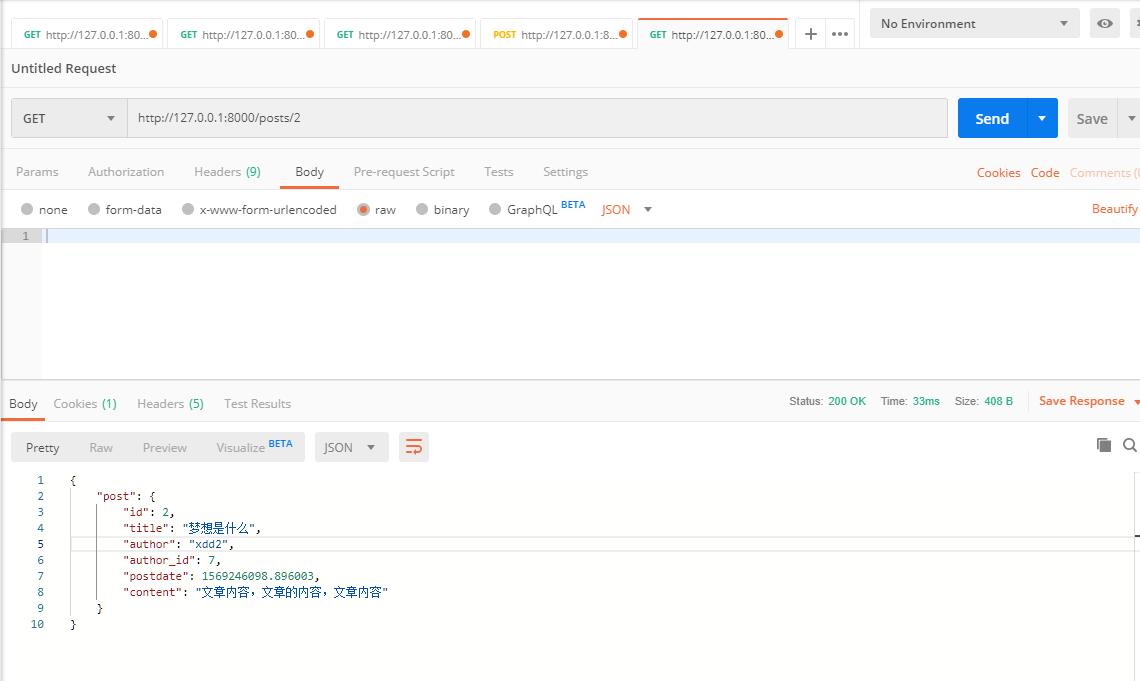 GET http://127.0.0.1:80... GET http://127.0.0.1:80... GET http://127.0.0.1:80... POST http://127.0.0.1:8... GET http://127.0.0.1:80... + ••• No Environment
Untitled Request
GET http://127.0.0.1:8000/posts/2 Send Save
Params Authorization Headers (9) Body Pre-request Script Tests Settings Cookies Code Comments (
none form-data x-www-form-urlencoded raw binary GraphQL BETA JSON Beautify
1
Body Cookies (1) Headers (5) Test Results Status: 200 OK Time: 33ms Size: 408 B Save Response
Pretty Raw Preview Visualize BETA JSON
1 {
2 "post": {
3 "id": 2,
4 "title": "梦想是什么",
5 "author": "xdd2",
6 "author_id": 7,
7 "postdate": 1569246098.896003,
8 "content": "文章内容，文章的内容，文章内容"
9 }
10 }